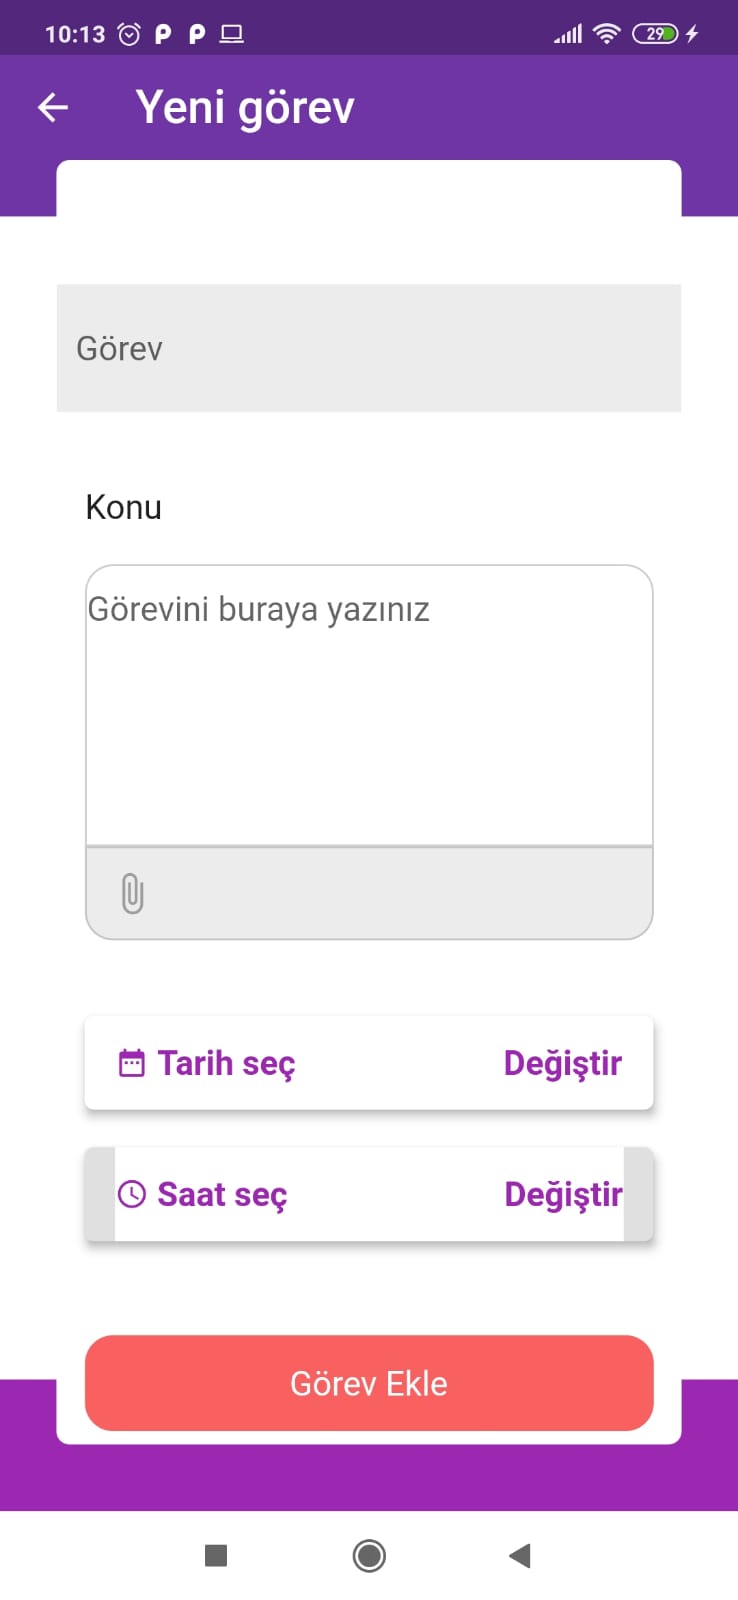 10:13
29
Yeni görev
Görev
Konu
Görevini buraya yazınız
Tarih seç Değiştir
Saat seç Değiştir
Görev Ekle